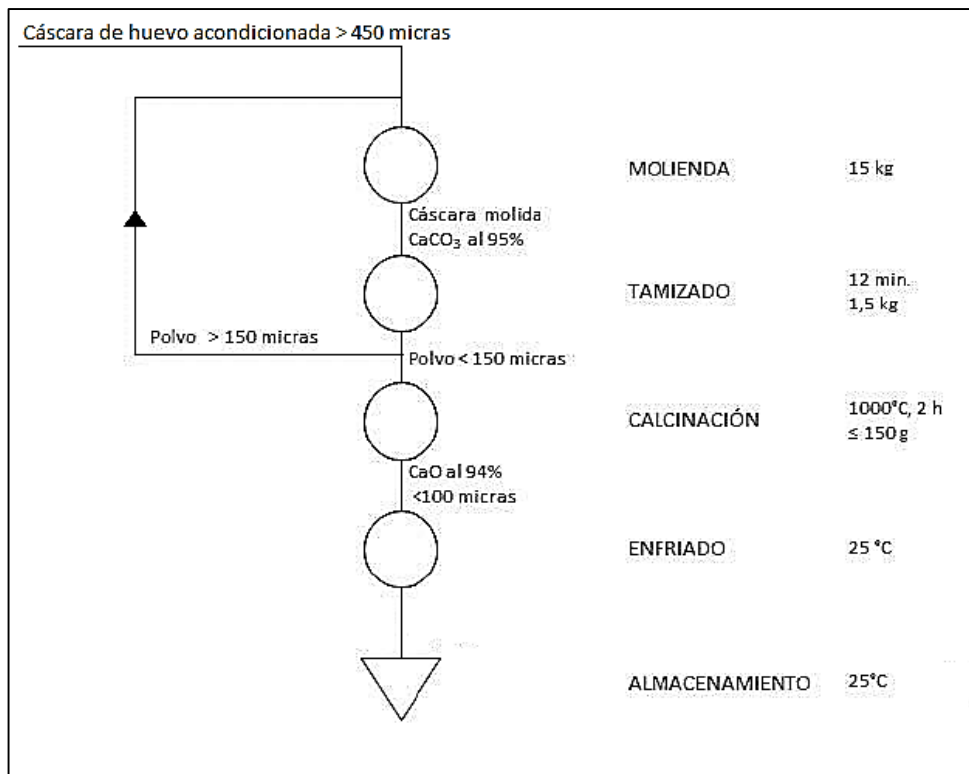 Cáscara de huevo acondicionada > 450 micras
MOLIENDA 15 kg
Cáscara molida
CaCO₃ al 95%
TAMIZADO 12 min.
1,5 kg
Polvo > 150 micras
Polvo < 150 micras
CALCINACIÓN 1000°C, 2 h
≤ 150 g
CaO al 94%
<100 micras
ENFRIADO 25 °C
ALMACENAMIENTO 25°C